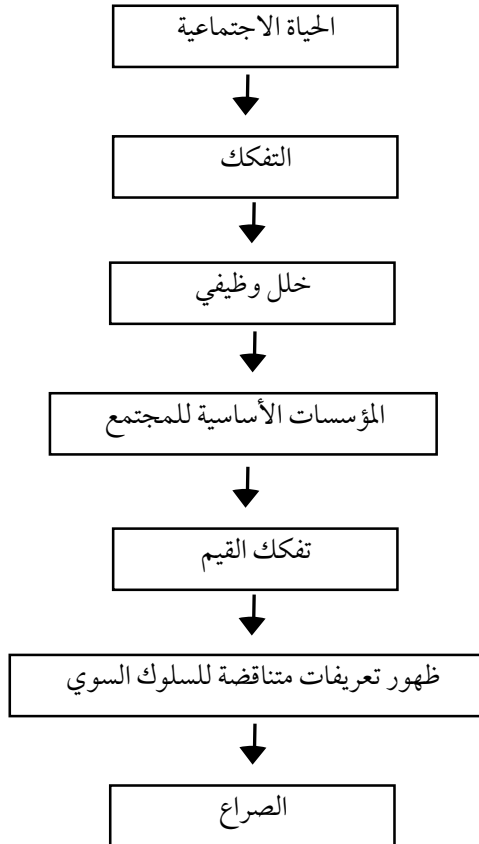 الحياة الاجتماعية
التفكك
خلل وظيفي
المؤسسات الأساسية للمجتمع
تفكك القيم
ظهور تعريفات متناقضة للسلوك السوي
الصراع